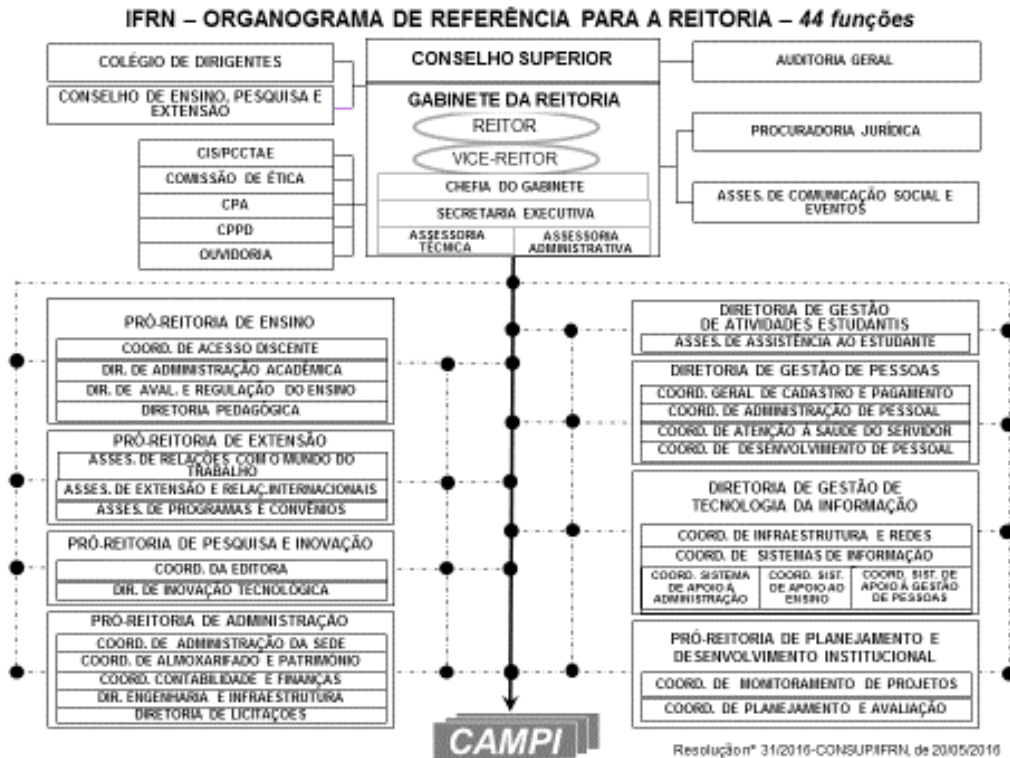 IFRN – ORGANOGRAMA DE REFERÊNCIA PARA A REITORIA – 44 funções
COLÉGIO DE DIRIGENTES
CONSELHO DE ENSINO, PESQUISA E
EXTENSÃO
CONSELHO SUPERIOR
AUDITORIA GERAL
GABINETE DA REITORIA
REITOR
VICE-REITOR
CHEFIA DO GABINETE
SECRETARIA EXECUTIVA
ASSESSORIA
TÉCNICA
ASSESSORIA
ADMINISTRATIVA
PROCURADORIA JURÍDICA
ASSES. DE COMUNICAÇÃO SOCIAL E
EVENTOS
CIS/PCCTAE
COMISSÃO DE ÉTICA
CPA
CPPD
OUVIDORIA
PRÓ-REITORIA DE ENSINO
COORD. DE ACESSO DISCENTE
DIR. DE ADMINISTRAÇÃO ACADÊMICA
DIR. DE AVAL. E REGULAÇÃO DO ENSINO
DIRETORIA PEDAGÓGICA
PRÓ-REITORIA DE EXTENSÃO
ASSES. DE RELAÇÕES COM O MUNDO DO
TRABALHO
ASSES. DE EXTENSÃO E RELAÇ.INTERNACIONAIS
ASSES. DE PROGRAMAS E CONVÊNIOS
PRÓ-REITORIA DE PESQUISA E INOVAÇÃO
COORD. DA EDITORA
DIR. DE INOVAÇÃO TECNOLÓGICA
PRÓ-REITORIA DE ADMINISTRAÇÃO
COORD. DE ADMINISTRAÇÃO DA SEDE
COORD. DE ALMOXARIFADO E PATRIMÔNIO
COORD. CONTABILIDADE E FINANÇAS
DIR. ENGENHARIA E INFRAESTRUTURA
DIRETORIA DE LICITAÇÕES
DIRETORIA DE GESTÃO
DE ATIVIDADES ESTUDANTIS
ASSES. DE ASSISTÊNCIA AO ESTUDANTE
DIRETORIA DE GESTÃO DE PESSOAS
COORD. GERAL DE CADASTRO E PAGAMENTO
COORD. DE ADMINISTRAÇÃO DE PESSOAL
COORD. DE ATENÇÃO À SAÚDE DO SERVIDOR
COORD. DE DESENVOLVIMENTO DE PESSOAL
DIRETORIA DE GESTÃO DE
TECNOLOGIA DA INFORMAÇÃO
COORD. DE INFRAESTRUTURA E REDES
COORD. DE SISTEMAS DE INFORMAÇÃO
COORD. SISTEMA
DE APOIO À
ADMINISTRAÇÃO
COORD. SIST.
DE APOIO AO
ENSINO
COORD. SIST. DE
APOIO À GESTÃO
DE PESSOAS
PRÓ-REITORIA DE PLANEJAMENTO E
DESENVOLVIMENTO INSTITUCIONAL
COORD. DE MONITORAMENTO DE PROJETOS
COORD. DE PLANEJAMENTO E AVALIAÇÃO
CAMPI
Resolução nº 31/2016-CONSUP/IFRN, de 20/05/2016